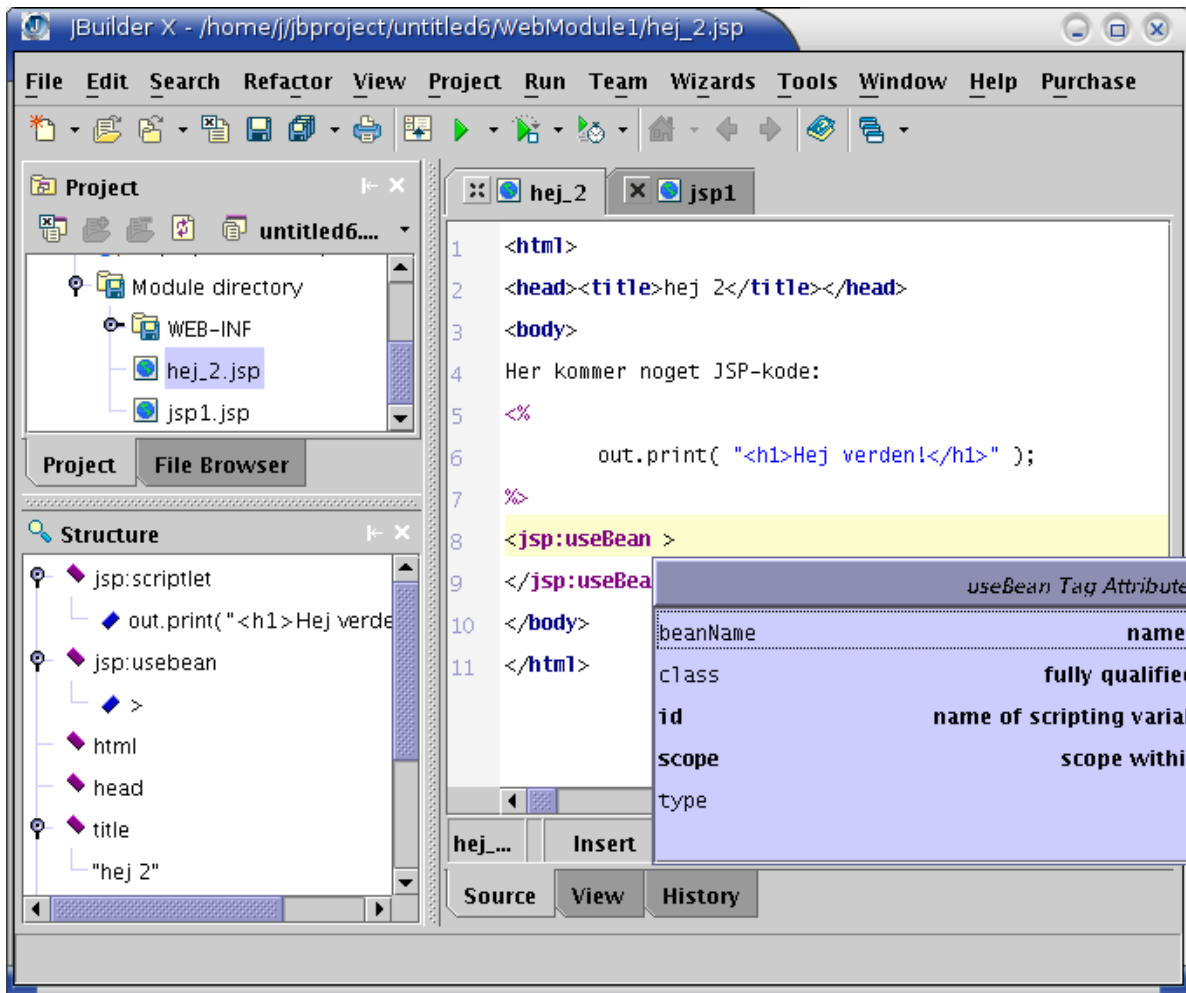 JBuilder X - /home/j/jbproject/untitled6/WebModule1/hej_2.jsp
File Edit Search Refactor View Project Run Team Wizards Tools Window Help Purchase
Project
untitled6....
Module directory
WEB-INF
hej_2.jsp
jsp1.jsp
Project File Browser
Structure
jsp:scriptlet
out.print("<h1>Hej verde
jsp:usebean
>
html
head
title
"hej 2"
hej_2 jsp1
1 <html>
2 <head><title>hej 2</title></head>
3 <body>
4 Her kommer noget JSP-kode:
5 <%
6 out.print( "<h1>Hej verden!</h1>" );
7 %>
8 <jsp:useBean >
9 </jsp:useBea
10 </body>
11 </html>
useBean Tag Attribute
beanName name
class fully qualified
id name of scripting varia
scope scope withi
type
hej_... Insert
Source View History